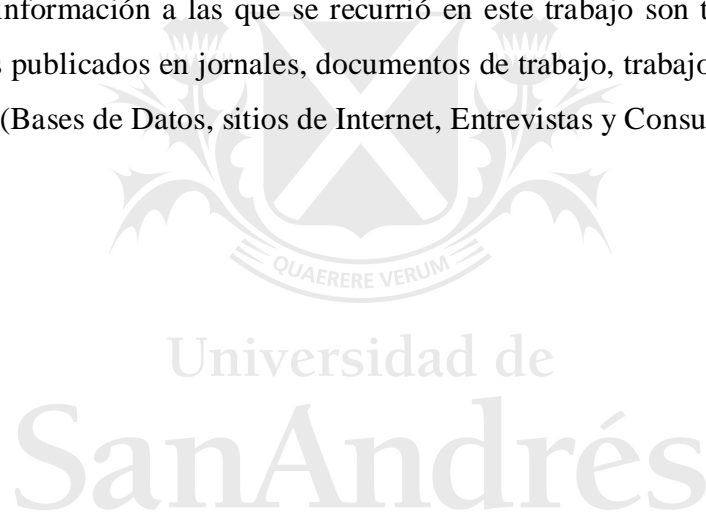 información a las que se recurrió en este trabajo son t
s publicados en jornales, documentos de trabajo, trabajo
(Bases de Datos, sitios de Internet, Entrevistas y Consu
QUAERERE VERUM
Universidad de
SanAndrés